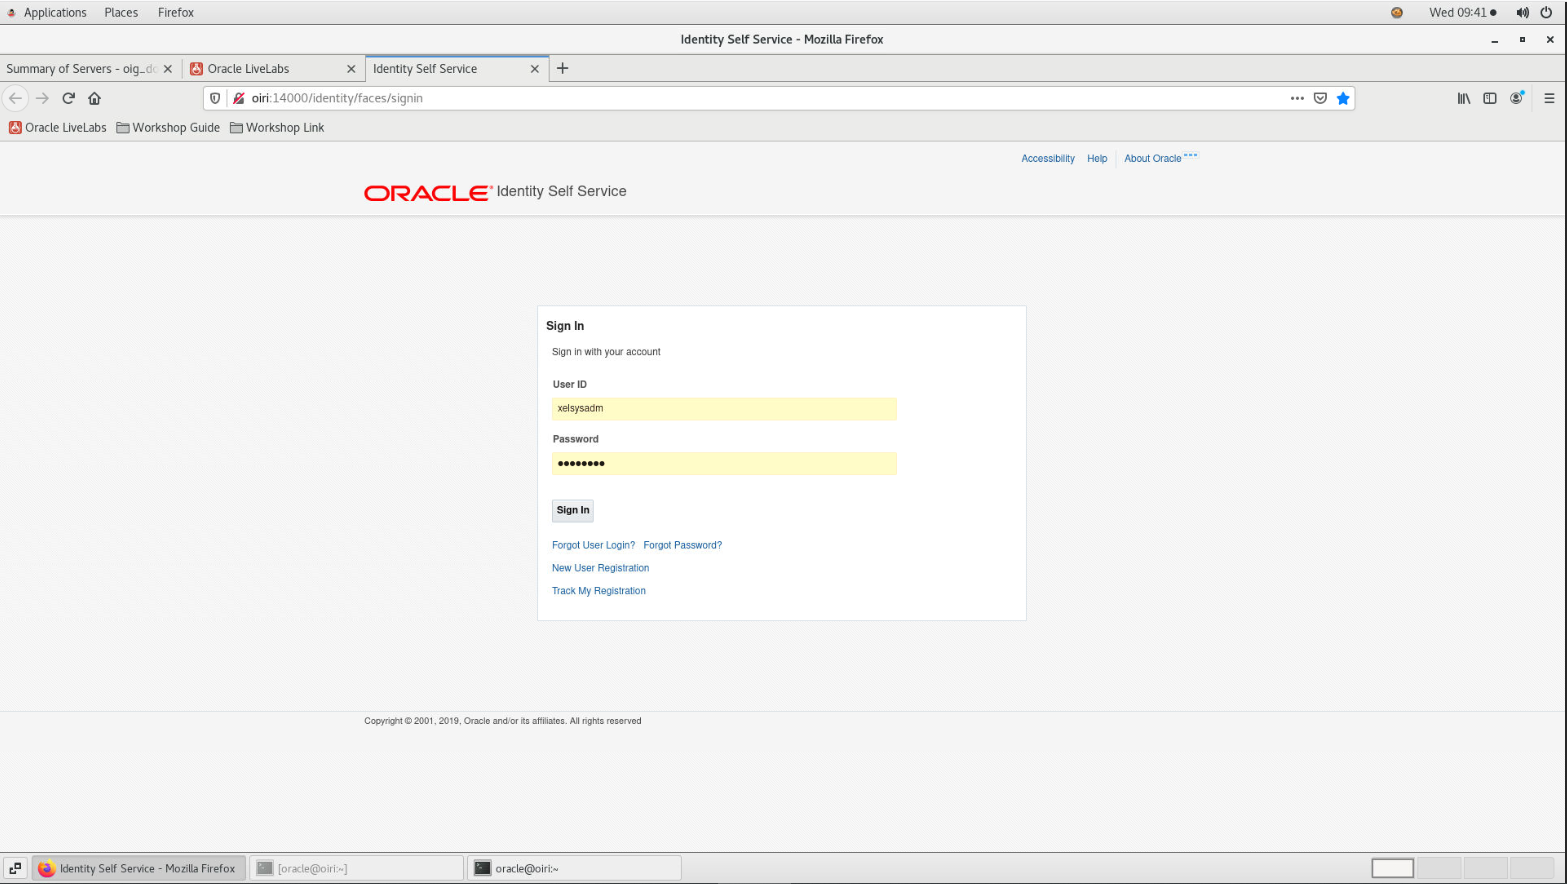 Applications Places Firefox Wed 09:41
Identity Self Service - Mozilla Firefox
Summary of Servers - oig_do Oracle LiveLabs Identity Self Service
oiri:14000/identity/faces/signin
Oracle LiveLabs Workshop Guide Workshop Link
Accessibility Help About Oracle
ORACLE® Identity Self Service
Sign In
Sign in with your account
User ID
xelsysadm
Password
••••••••
Sign In
Forgot User Login? Forgot Password?
New User Registration
Track My Registration
Copyright © 2001, 2019, Oracle and/or its affiliates. All rights reserved
Identity Self Service - Mozilla Firefox [oracle@oiri:~] oracle@oiri:~